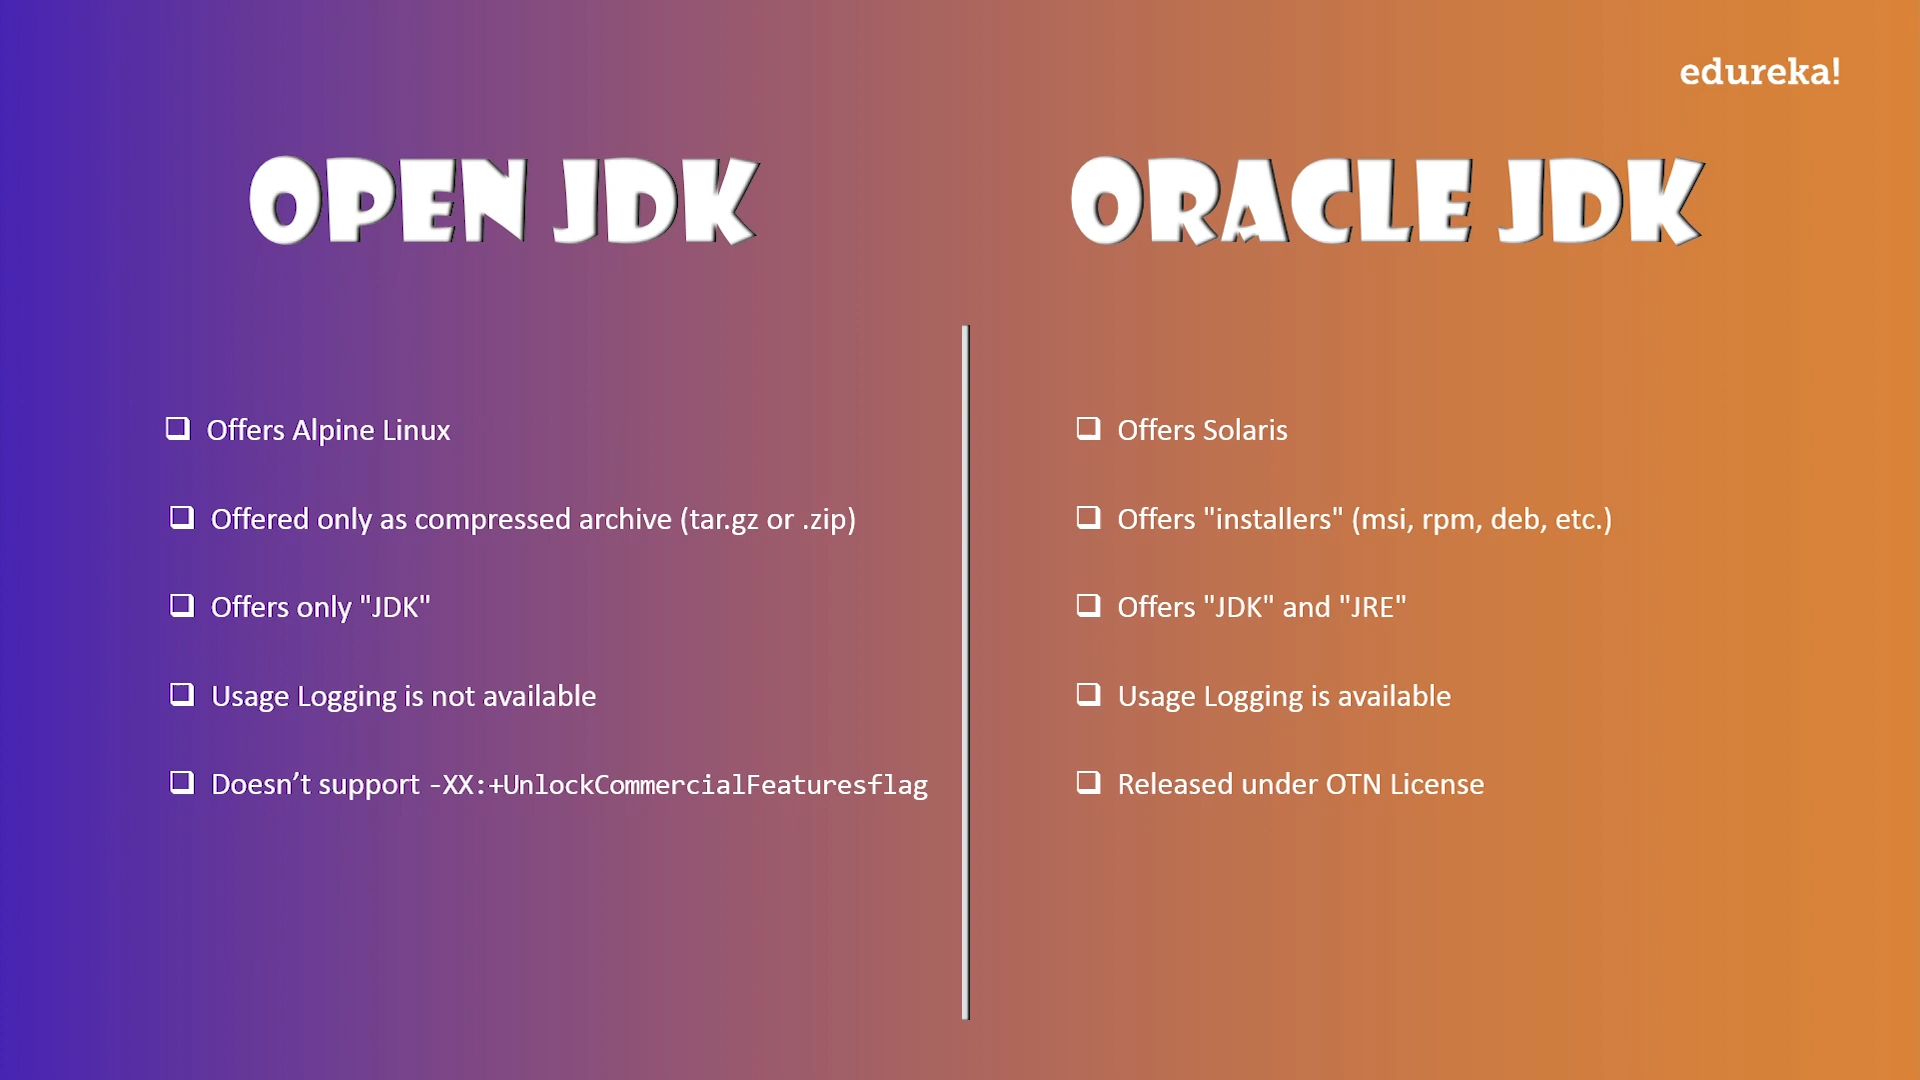 edureka!
OPEN JDK
ORACLE JDK
❑ Offers Alpine Linux
❑ Offered only as compressed archive (tar.gz or .zip)
❑ Offers only "JDK"
❑ Usage Logging is not available
❑ Doesn’t support -XX:+UnlockCommercialFeaturesflag
❑ Offers Solaris
❑ Offers "installers" (msi, rpm, deb, etc.)
❑ Offers "JDK" and "JRE"
❑ Usage Logging is available
❑ Released under OTN License